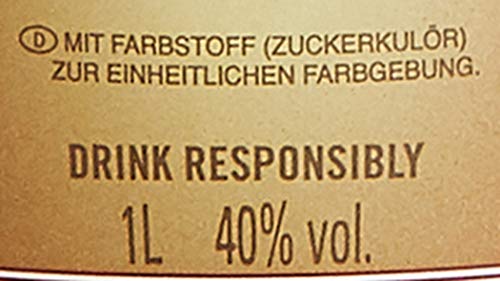 D MIT FARBSTOFF (ZUCKERKULÖR)
ZUR EINHEITLICHEN FARBGEBUNG.
DRINK RESPONSIBLY
1L 40% vol.